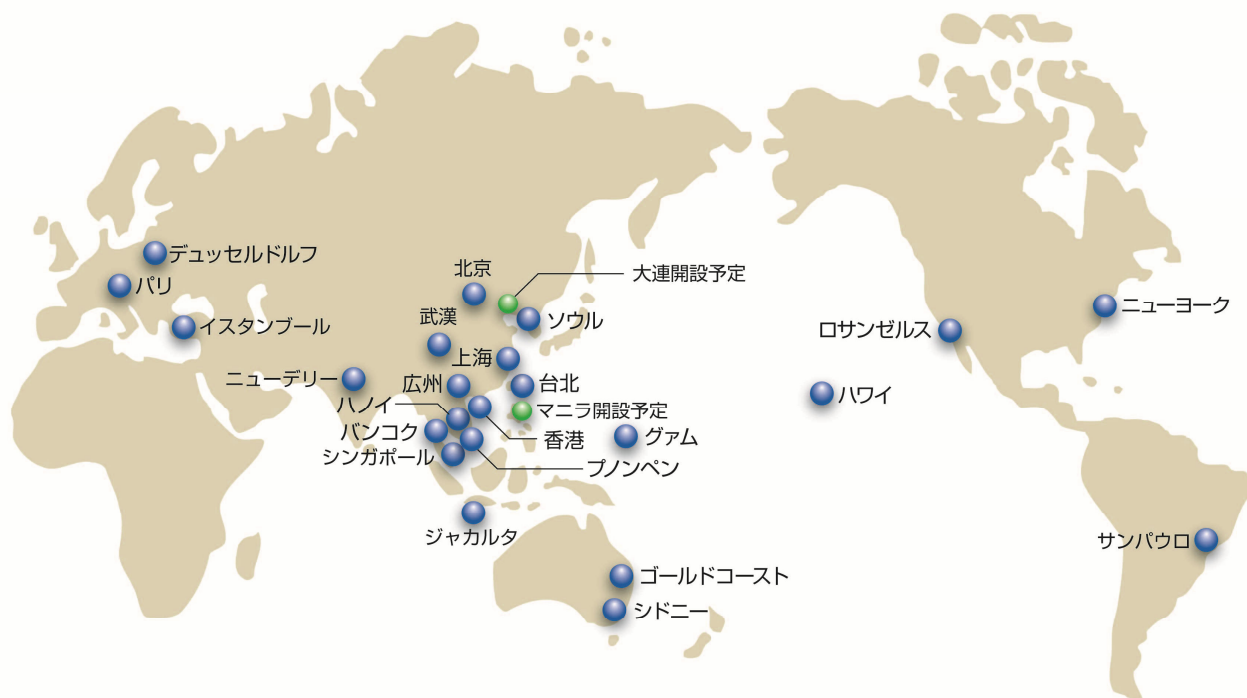 デュッセルドルフ
パリ
イスタンブール
北京
大連開設予定
武漢
ソウル
上海
ニューデリー
広州
台北
ハノイ
マニラ開設予定
バンコク
香港
グァム
シンガポール
プノンペン
ジャカルタ
ゴールドコースト
シドニー
ロサンゼルス
ニューヨーク
ハワイ
サンパウロ